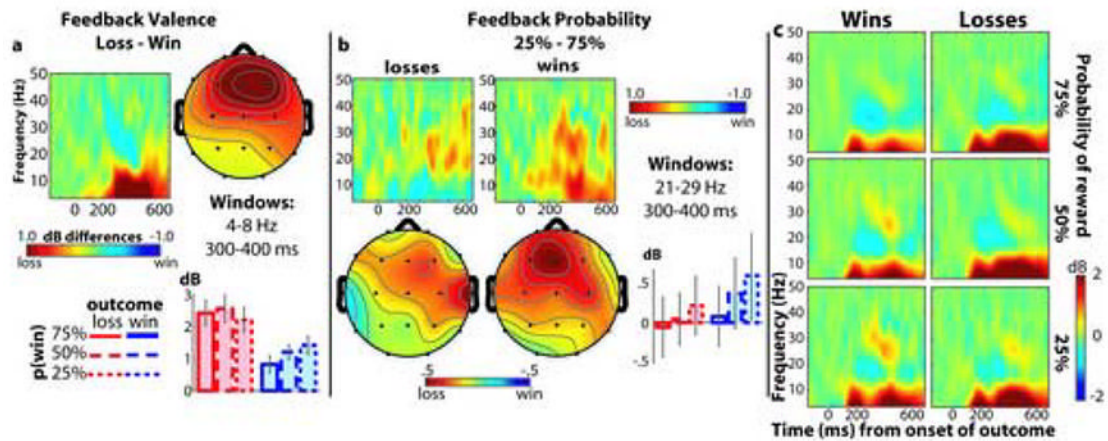 Feedback Valence
Loss - Win
a
Frequency (Hz)
50
40
30
20
10
0 200 600
1.0 dB differences -1.0
loss win
Windows:
4-8 Hz
300-400 ms
outcome
loss win
p(win)
75%
50%
25%
dB
3
2
1
0
Feedback Probability
25% - 75%
b
losses
wins
50
40
30
20
10
0 200 600
0 200 600
1.0 -1.0
loss win
Windows:
21-29 Hz
300-400 ms
dB
.5
0
-.5
.5 -.5
loss win
c
Wins
Losses
50
40
30
20
10
75%
50
40
30
20
10
50%
50
40
30
20
10
25%
Probability of reward
Frequency (Hz)
dB
2
0
-2
0 200 600
0 200 600
Time (ms) from onset of outcome